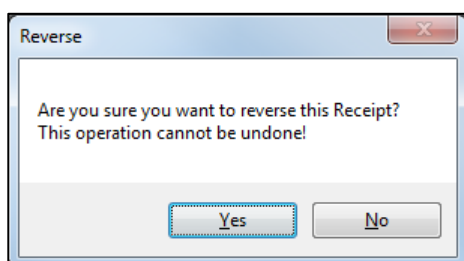 Reverse
Are you sure you want to reverse this Receipt?
This operation cannot be undone!
Yes No